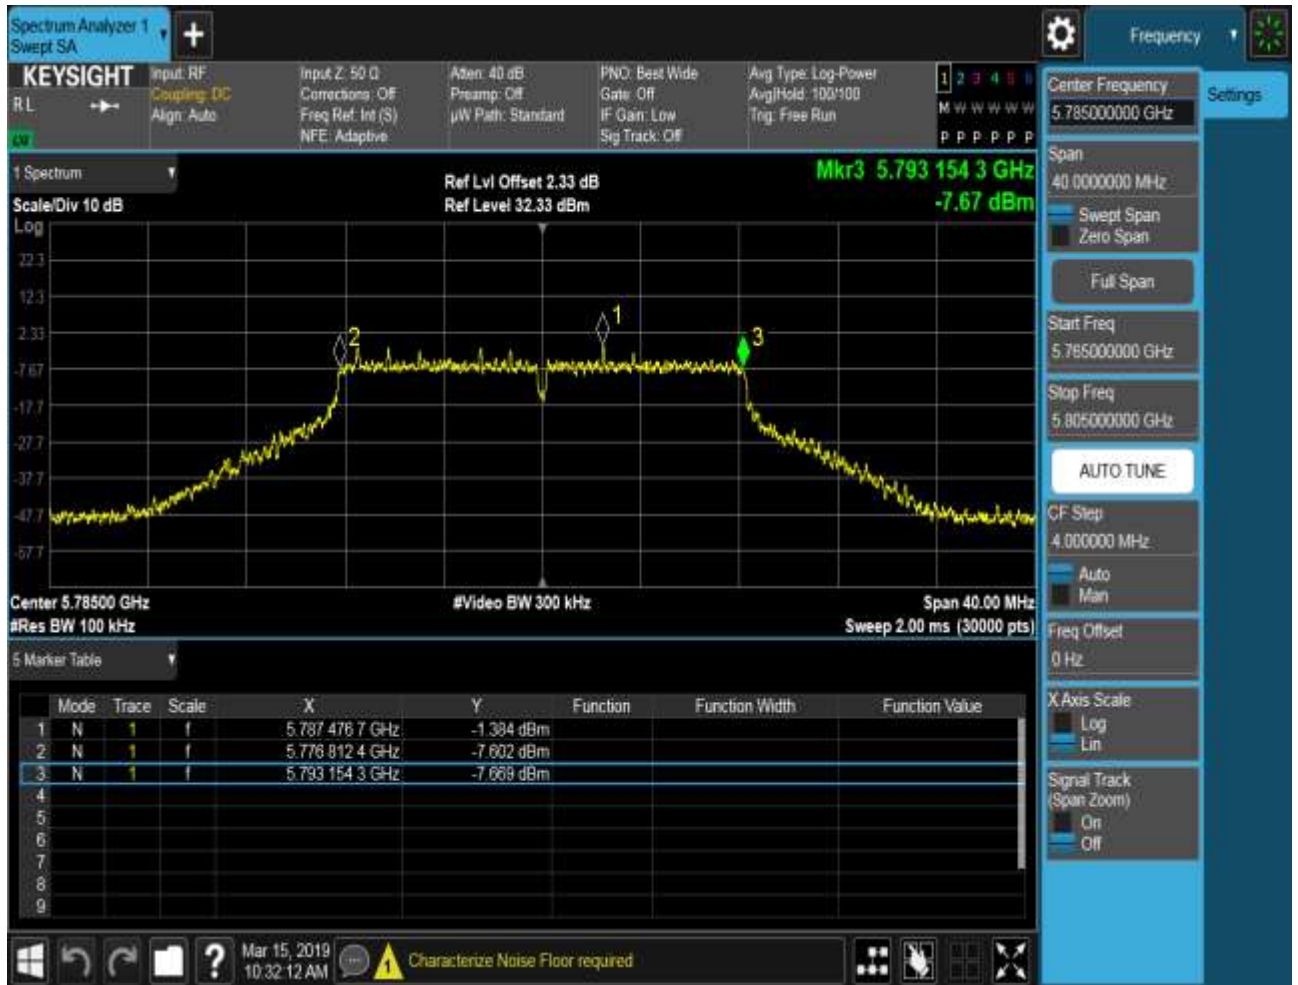 Spectrum Analyzer 1
Swept SA
Frequency
KEYSIGHT
RL
Input: RF
Coupling: DC
Align: Auto
Input Z: 50 Ω
Corrections: Off
Freq Ref: Int (S)
NFE: Adaptive
Atten: 40 dB
Preamp: Off
µW Path: Standard
PNO: Best Wide
Gate: Off
IF Gain: Low
Sig Track: Off
Avg Type: Log-Power
Avg|Hold: 100/100
Trig: Free Run
1 2 3 4 5 6
M W W W W W
P P P P P P
1 Spectrum
Scale/Div 10 dB
Ref Lvl Offset 2.33 dB
Ref Level 32.33 dBm
Mkr3 5.793 154 3 GHz
-7.67 dBm
Log
22.3
12.3
2.33
-7.67
-17.7
-27.7
-37.7
-47.7
-57.7
2
1
3
Center 5.78500 GHz
#Video BW 300 kHz
Span 40.00 MHz
#Res BW 100 kHz
Sweep 2.00 ms (30000 pts)
5 Marker Table
Mode Trace Scale X Y Function Function Width Function Value
1 N 1 f 5.787 476 7 GHz -1.384 dBm
2 N 1 f 5.776 812 4 GHz -7.602 dBm
3 N 1 f 5.793 154 3 GHz -7.669 dBm
4
5
6
7
8
9
Mar 15, 2019
10:32:12 AM
1
Characterize Noise Floor required
Center Frequency
5.785000000 GHz
Settings
Span
40.0000000 MHz
Swept Span
Zero Span
Full Span
Start Freq
5.765000000 GHz
Stop Freq
5.805000000 GHz
AUTO TUNE
CF Step
4.000000 MHz
Auto
Man
Freq Offset
0 Hz
X Axis Scale
Log
Lin
Signal Track
(Span Zoom)
On
Off